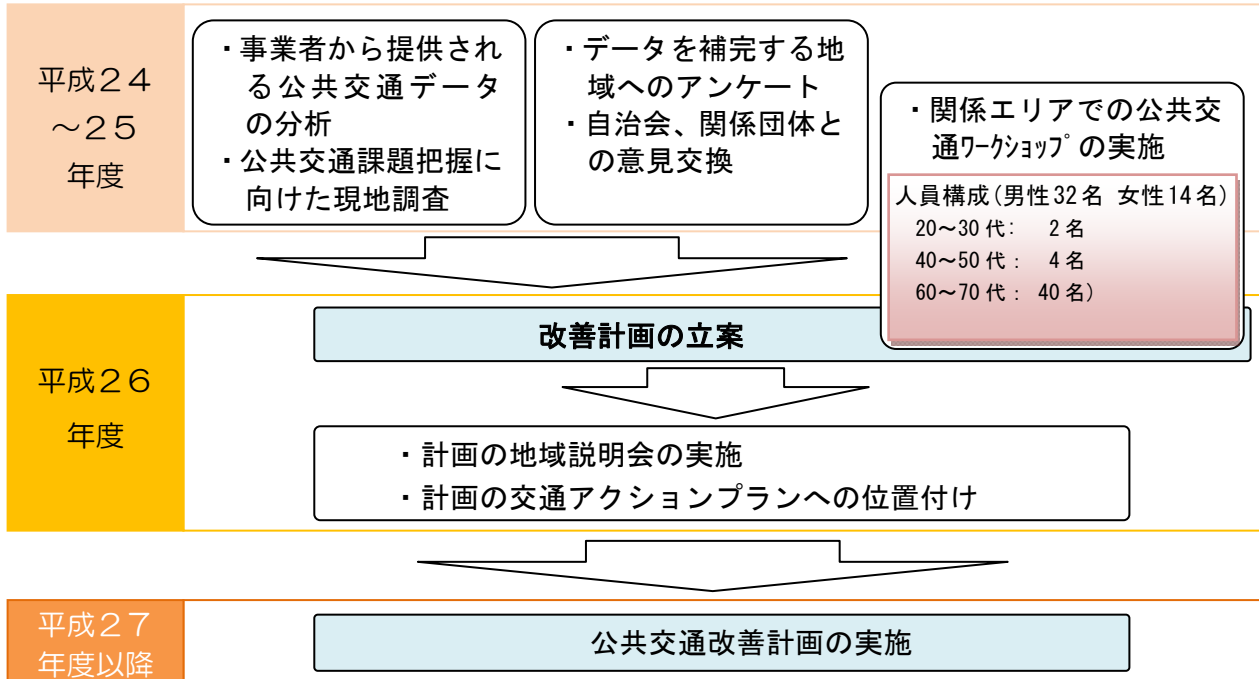 平成２４
～２５
年度
・事業者から提供され
る公共交通データ
の分析
・公共交通課題把握に
向けた現地調査
・データを補完する地
域へのアンケート
・自治会、関係団体と
の意見交換
・関係エリアでの公共交
通ﾜｰｸｼｮｯﾌﾟの実施
人員構成(男性32名 女性14名)
20～30代： 2名
40～50代： 4名
60～70代： 40名)
平成２６
年度
改善計画の立案
・計画の地域説明会の実施
・計画の交通アクションプランへの位置付け
平成２７
年度以降
公共交通改善計画の実施